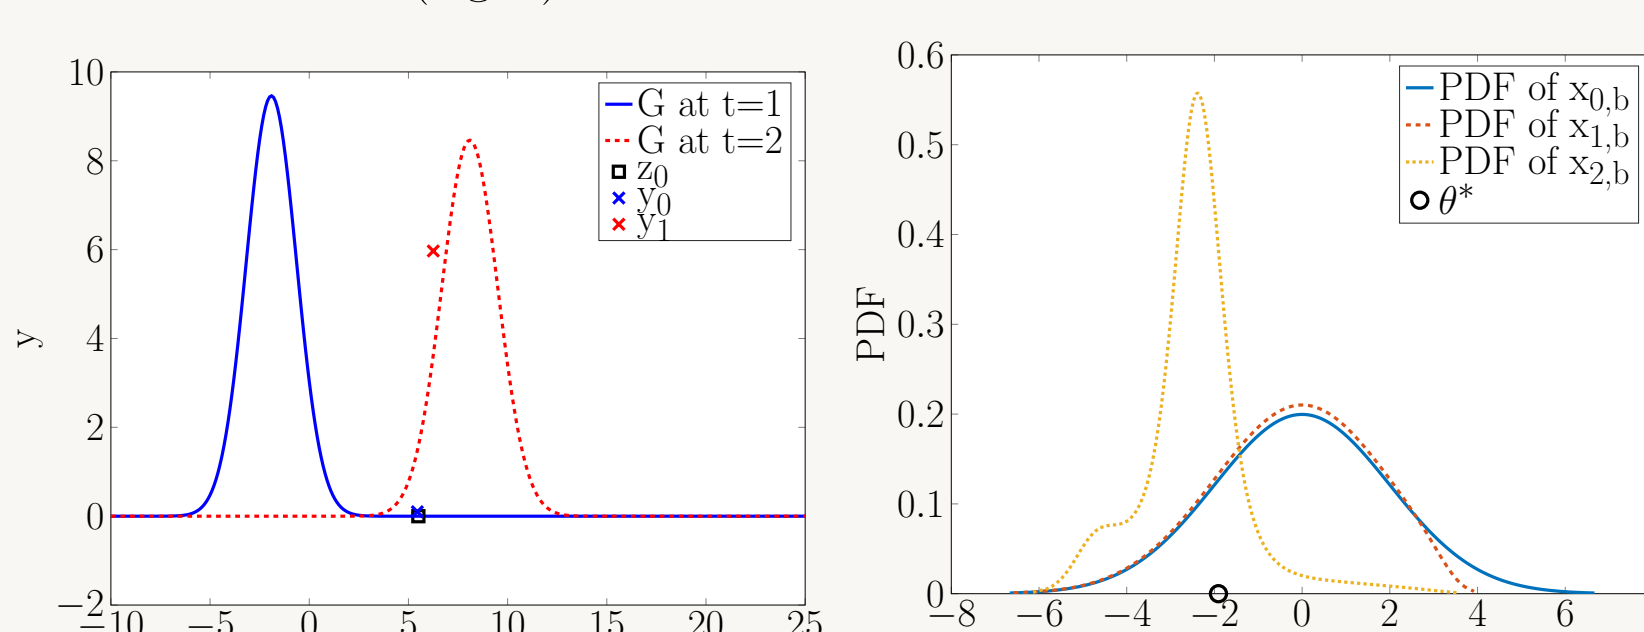 10
8
6
4
2
0
−2
y
−10 −5 0 5 10 15 20 25
G at t=1
G at t=2
z0
y0
y1
0.6
0.5
0.4
0.3
0.2
0.1
0
PDF
−8 −6 −4 −2 0 2 4 6
PDF of x0,b
PDF of x1,b
PDF of x2,b
θ*